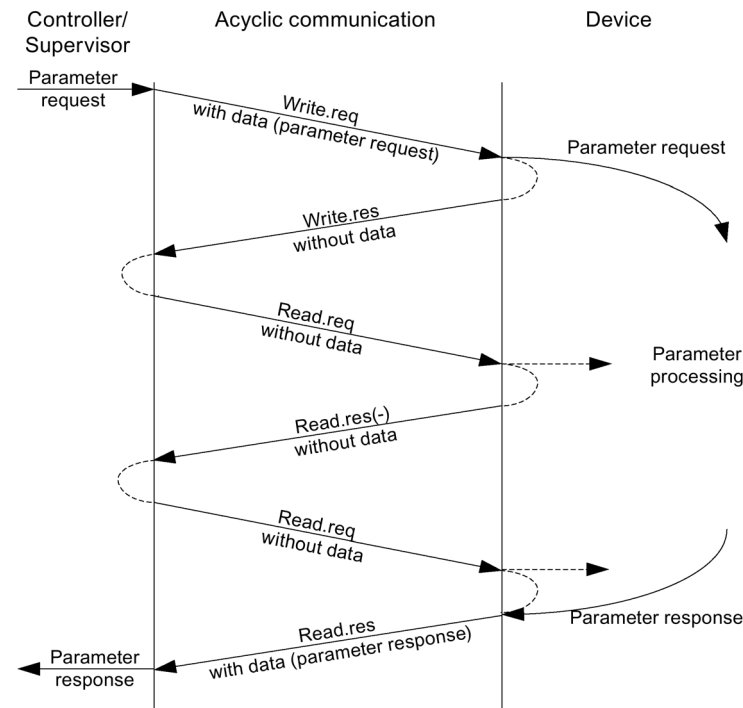 Controller/
Supervisor
Acyclic communication
Device
Parameter
request
Write.req
with data (parameter request)
Parameter request
Write.res
without data
Read.req
without data
Parameter
processing
Read.res(-)
without data
Read.req
without data
Parameter response
Read.res
with data (parameter response)
Parameter
response